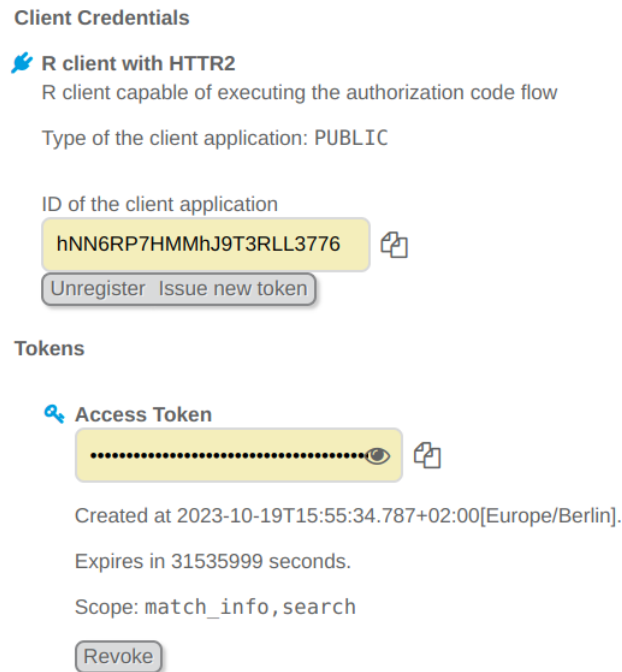 Client Credentials
R client with HTTR2
R client capable of executing the authorization code flow
Type of the client application: PUBLIC
ID of the client application
hNN6RP7HMMhJ9T3RLL3776
Unregister Issue new token
Tokens
Access Token
Created at 2023-10-19T15:55:34.787+02:00[Europe/Berlin].
Expires in 31535999 seconds.
Scope: match_info,search
Revoke